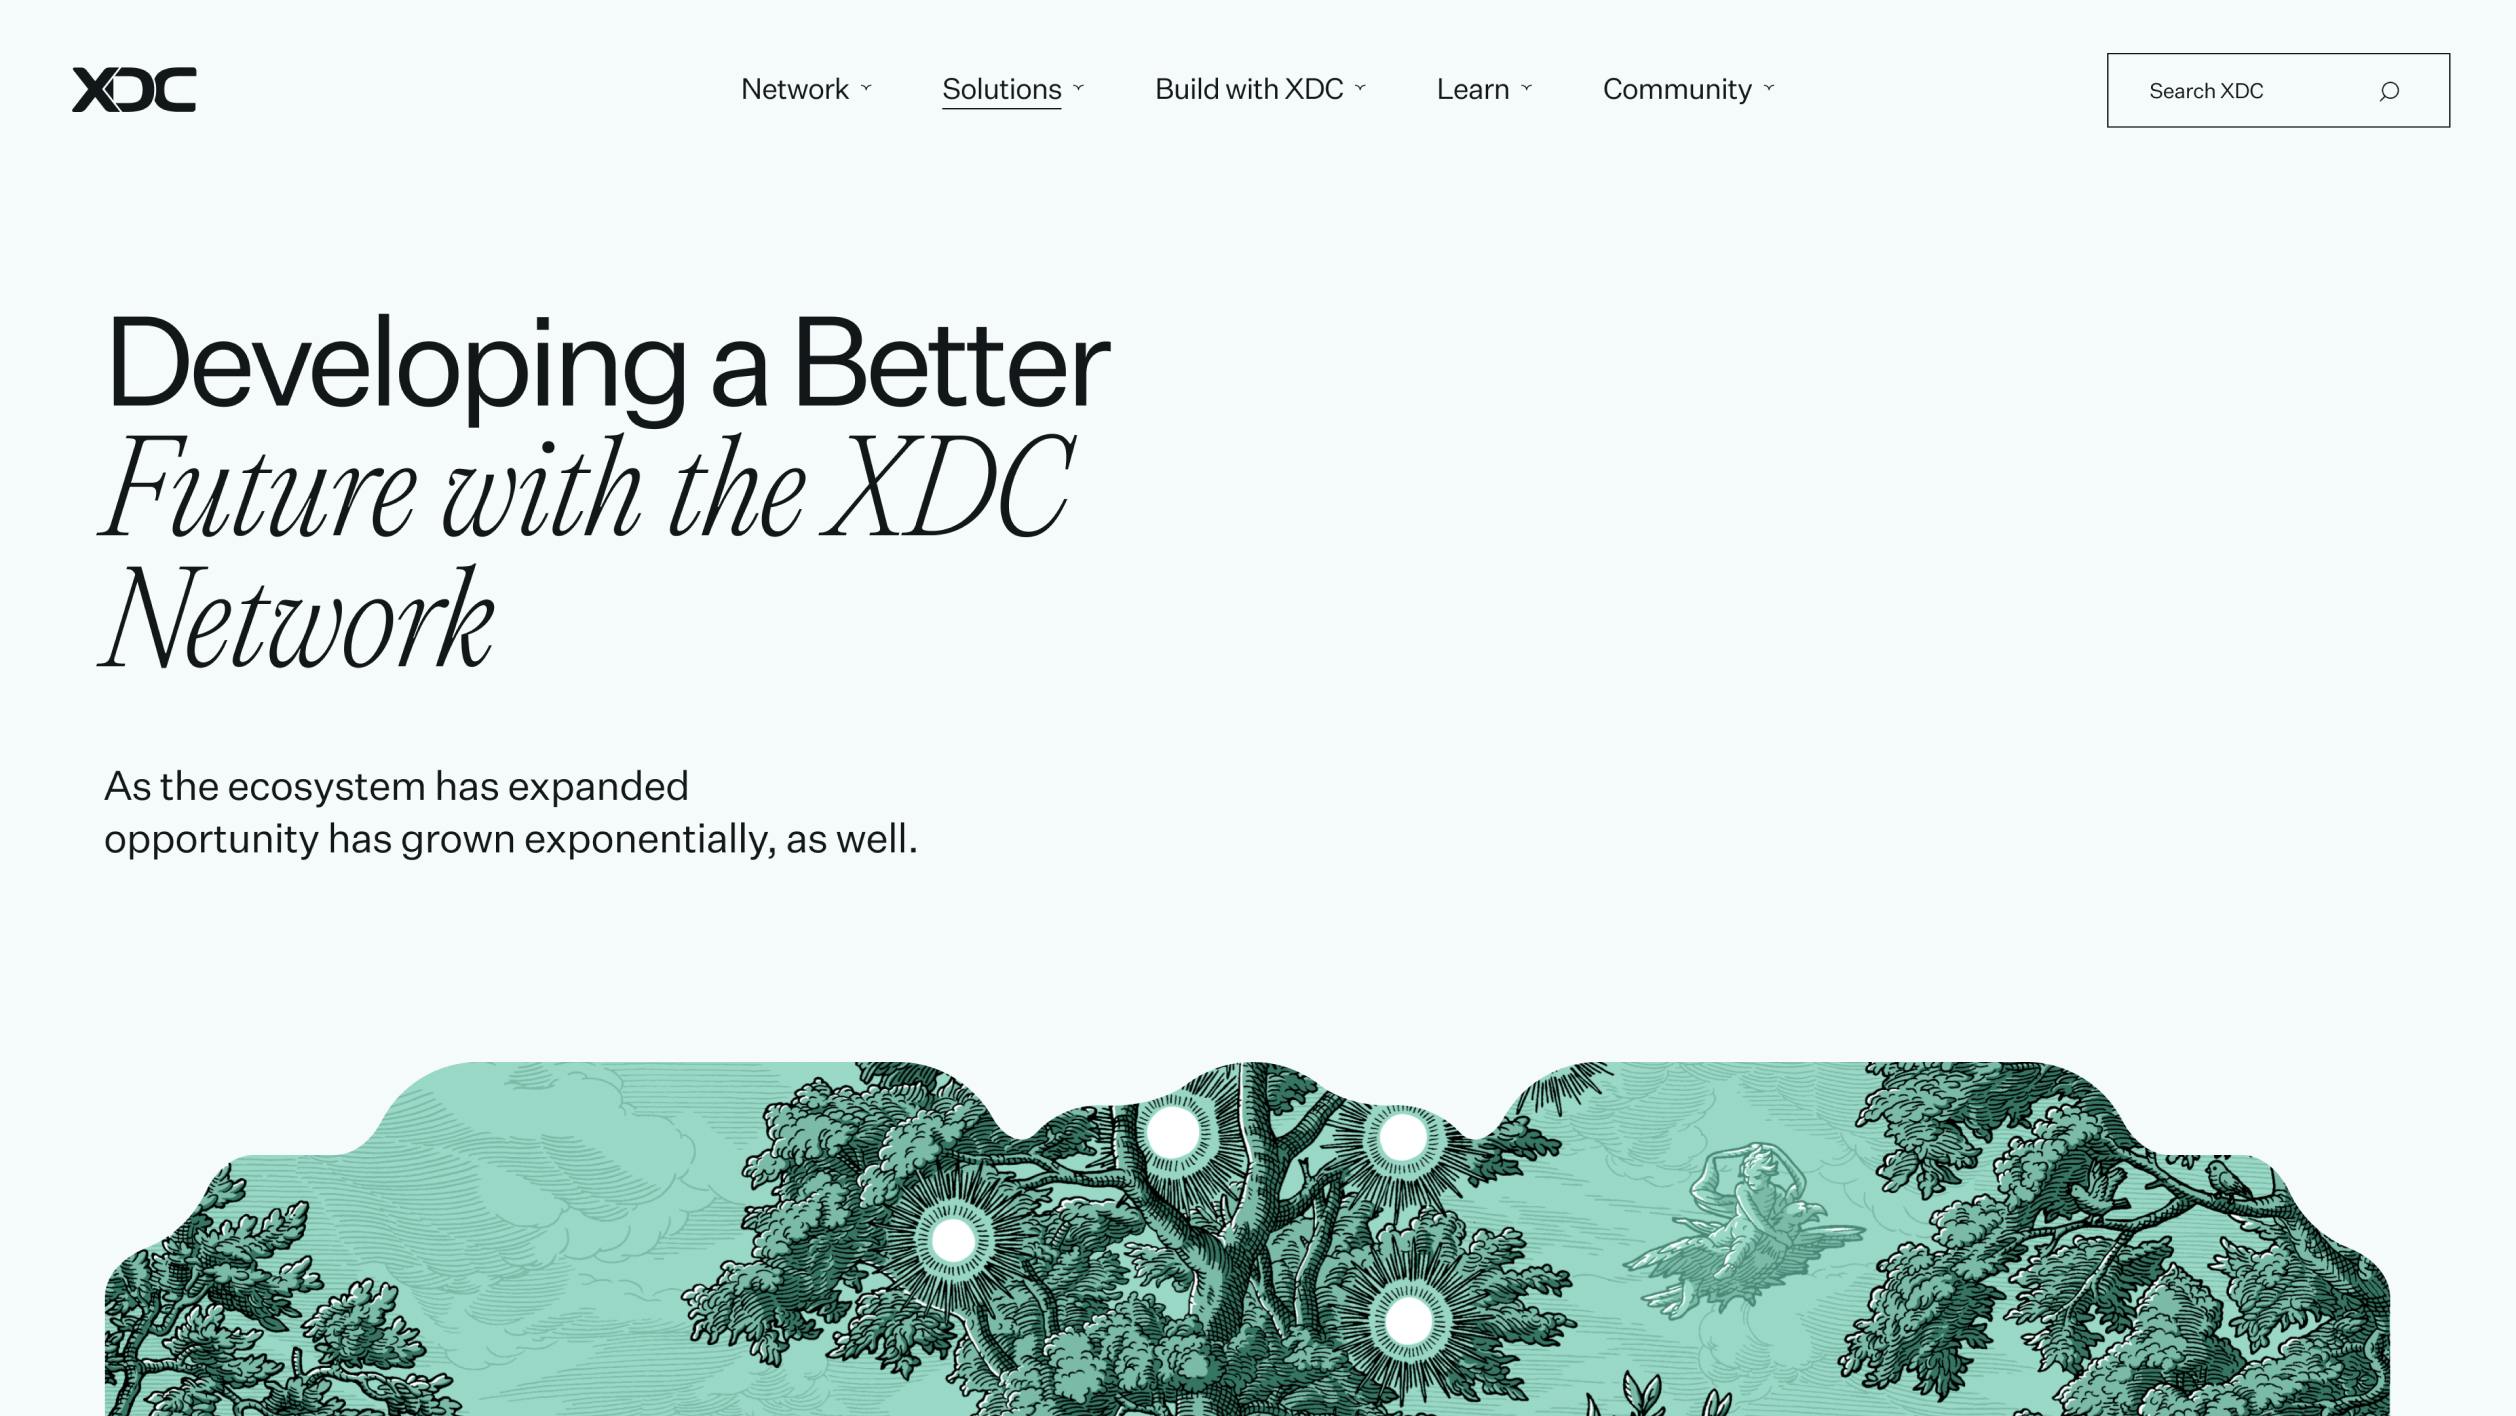 XDC
Network
Solutions
Build with XDC
Learn
Community
Search XDC
Developing a Better
Future with the XDC
Network
As the ecosystem has expanded
opportunity has grown exponentially, as well.